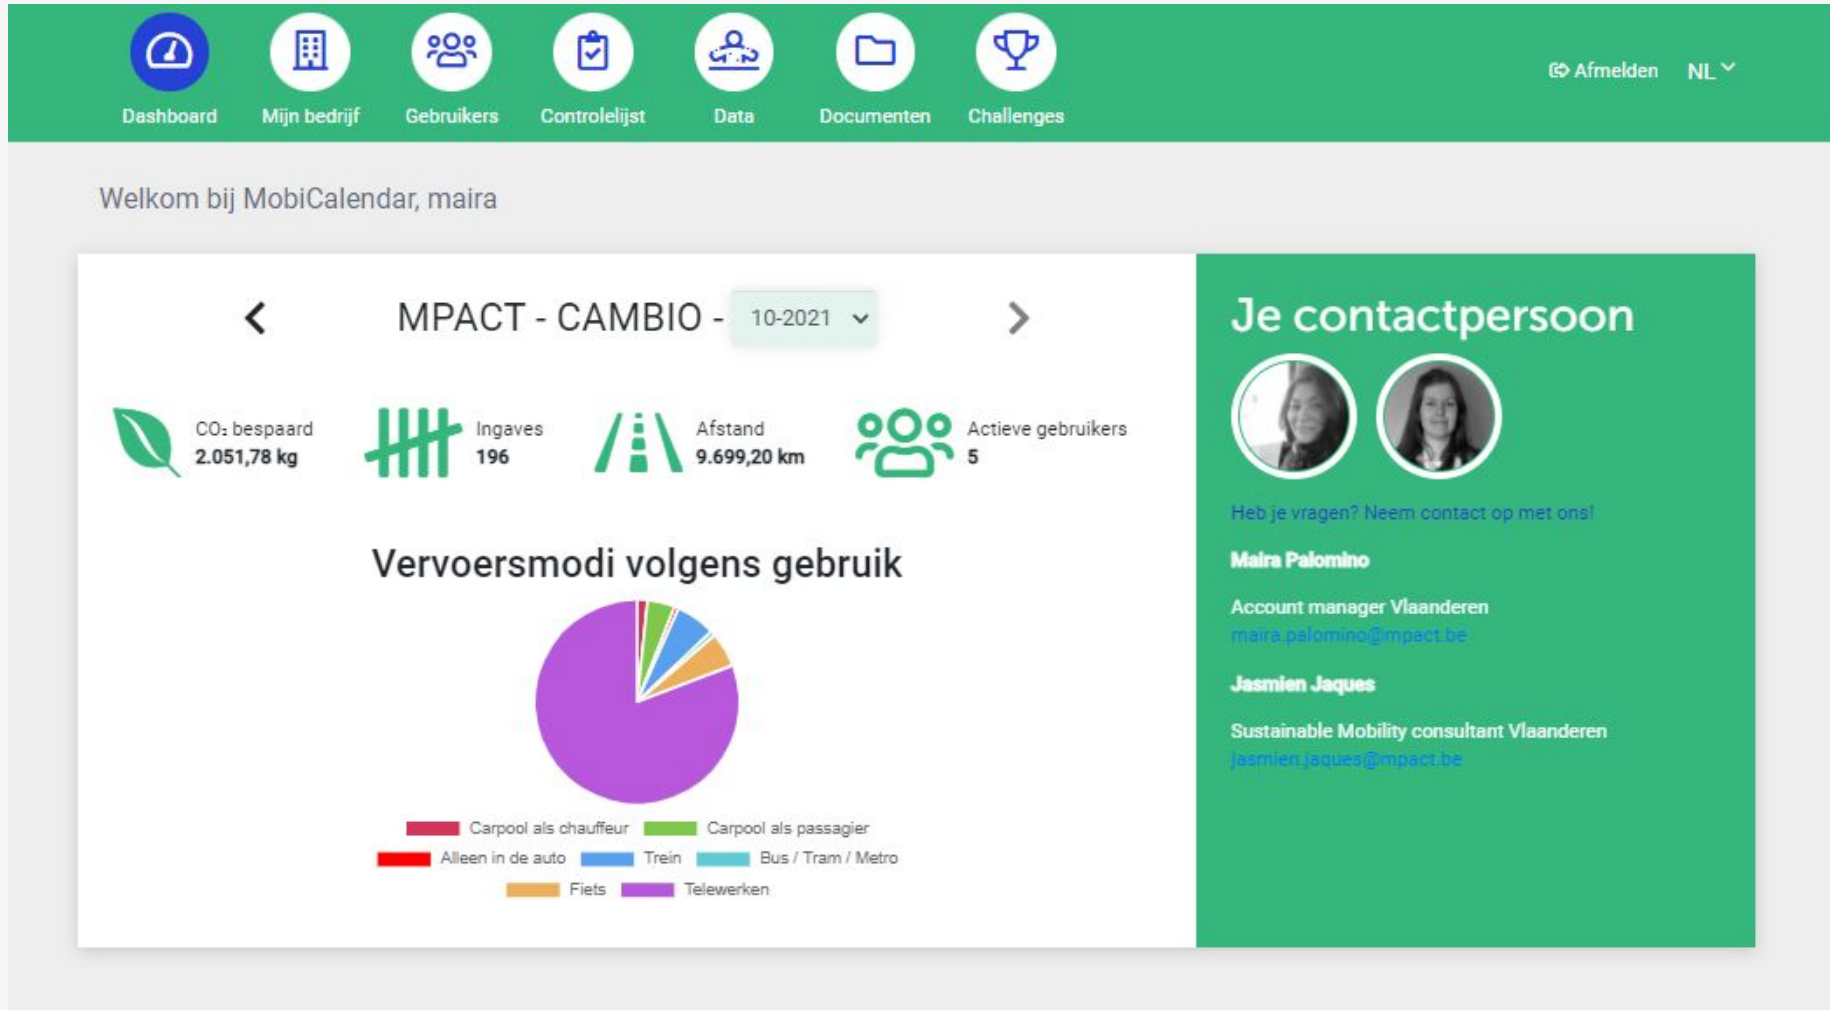 Dashboard Mijn bedrijf Gebruikers Controlelijst Data Documenten Challenges
Afmelden NL
Welkom bij MobiCalendar, maira
MPACT - CAMBIO - 10-2021
CO₂ bespaard
2.051,78 kg
Ingaves
196
Afstand
9.699,20 km
Actieve gebruikers
5
Vervoersmodi volgens gebruik
Carpool als chauffeur Carpool als passagier
Alleen in de auto Trein Bus / Tram / Metro
Fiets Telewerken
Je contactpersoon
Heb je vragen? Neem contact op met ons!
Maira Palomino
Account manager Vlaanderen
maira.palomino@mpact.be
Jasmien Jaques
Sustainable Mobility consultant Vlaanderen
jasmien.jaques@mpact.be